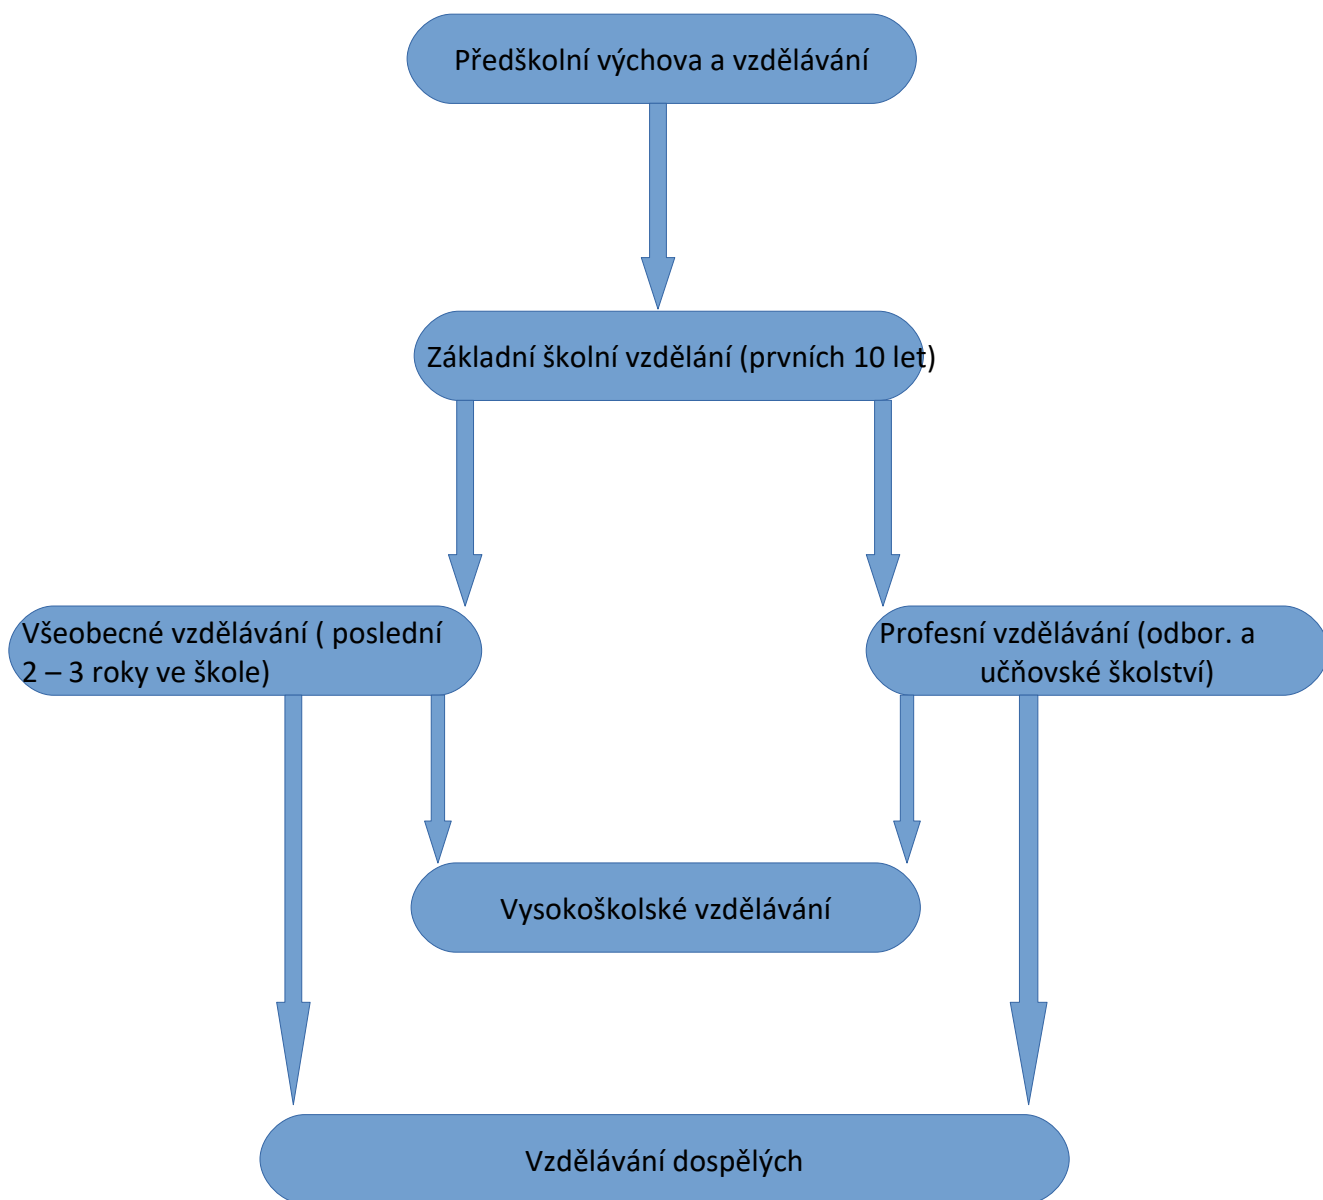 Předškolní výchova a vzdělávání
Základní školní vzdělání (prvních 10 let)
Všeobecné vzdělávání ( poslední
2 – 3 roky ve škole)
Profesní vzdělávání (odbor. a
učňovské školství)
Vysokoškolské vzdělávání
Vzdělávání dospělých